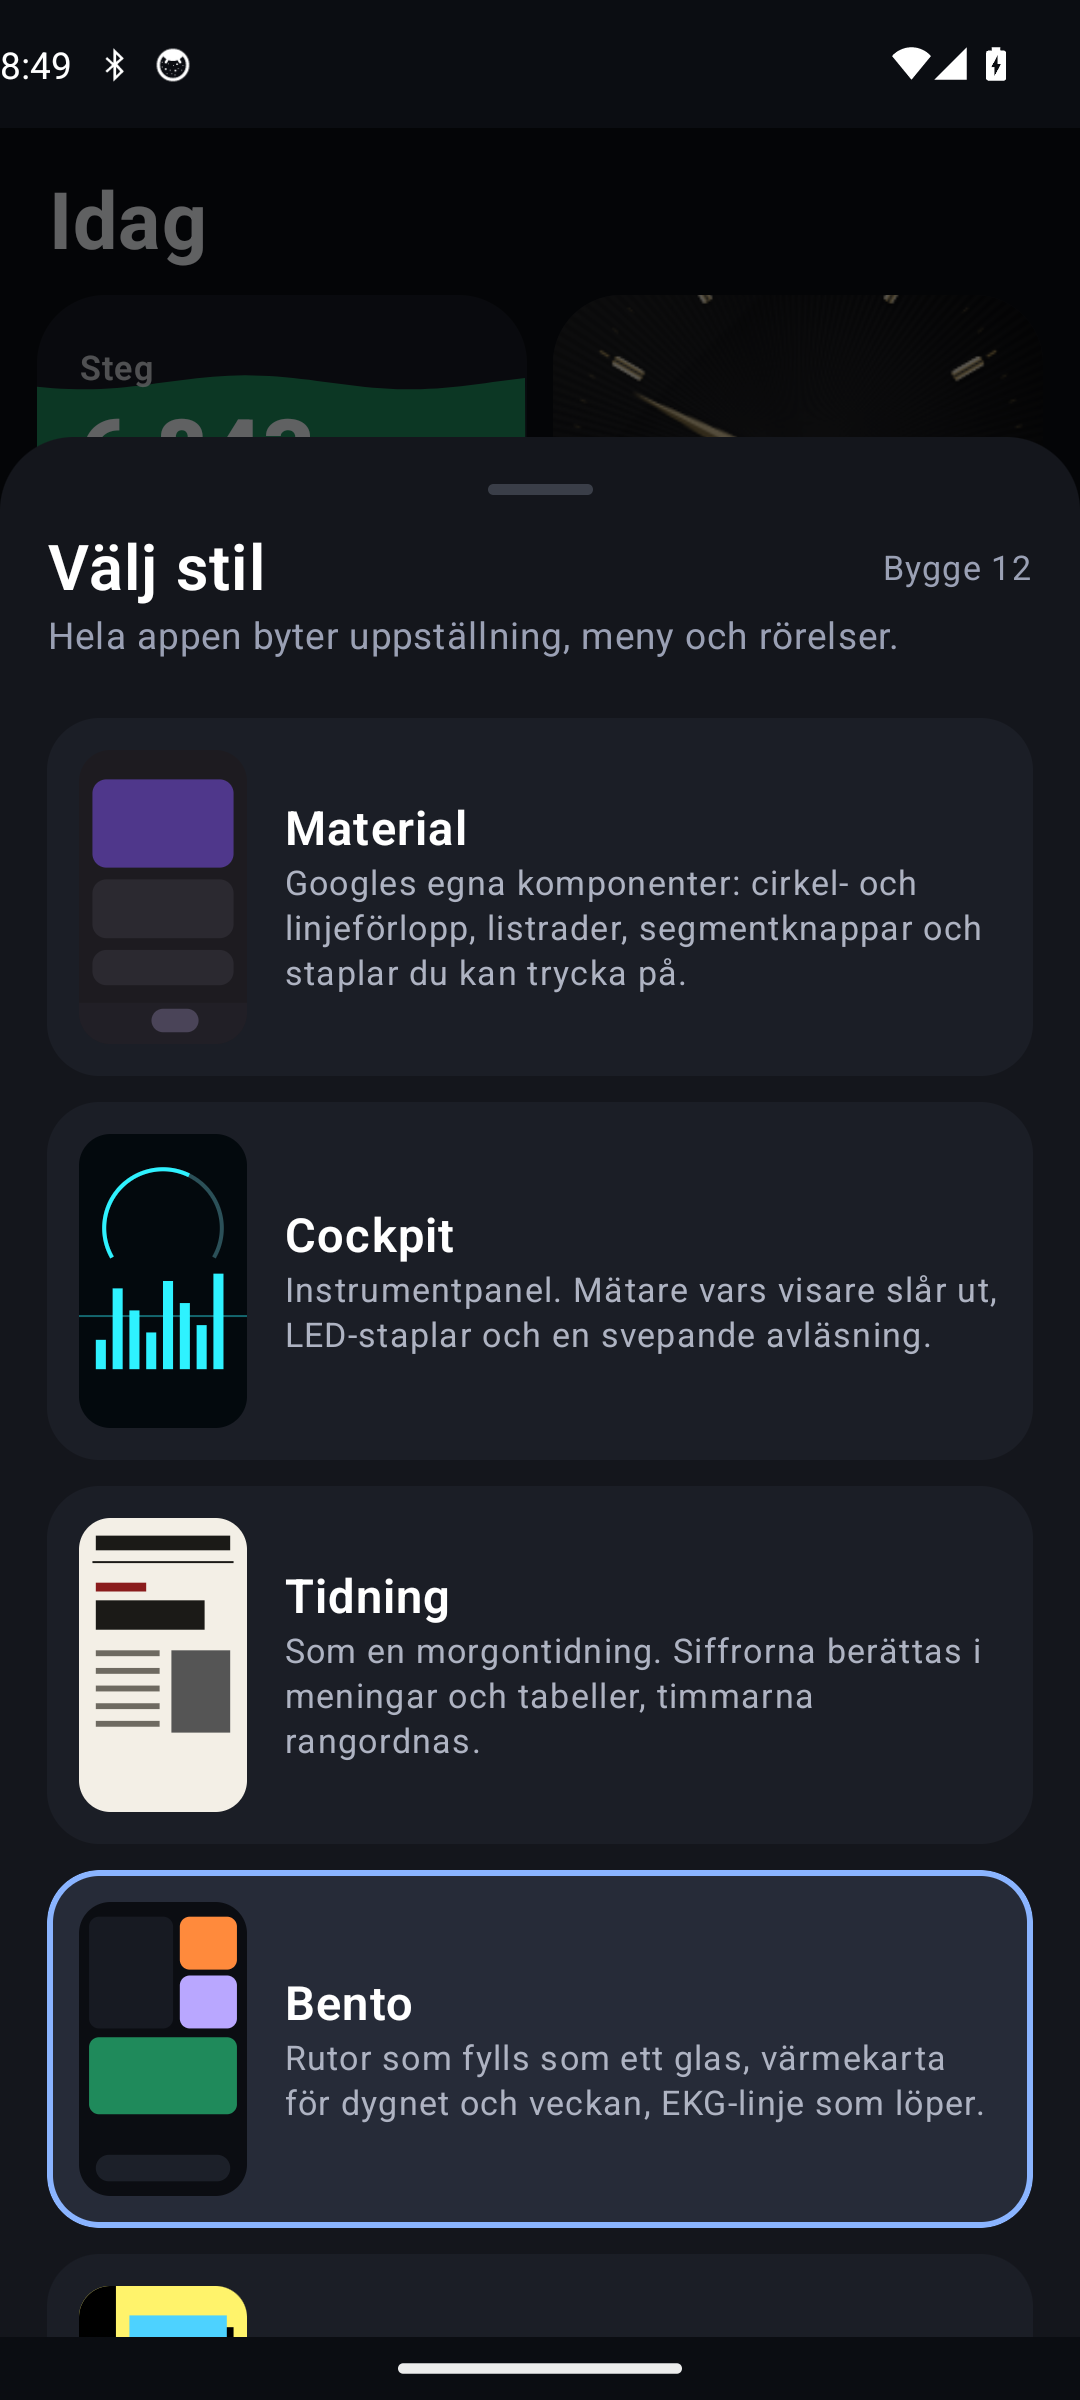 8:49
Idag
Steg
Välj stil
Bygge 12
Hela appen byter uppställning, meny och rörelser.
Material
Googles egna komponenter: cirkel- och
linjeförlopp, listrader, segmentknappar och
staplar du kan trycka på.
Cockpit
Instrumentpanel. Mätare vars visare slår ut,
LED-staplar och en svepande avläsning.
Tidning
Som en morgontidning. Siffrorna berättas i
meningar och tabeller, timmarna
rangordnas.
Bento
Rutor som fylls som ett glas, värmekarta
för dygnet och veckan, EKG-linje som löper.